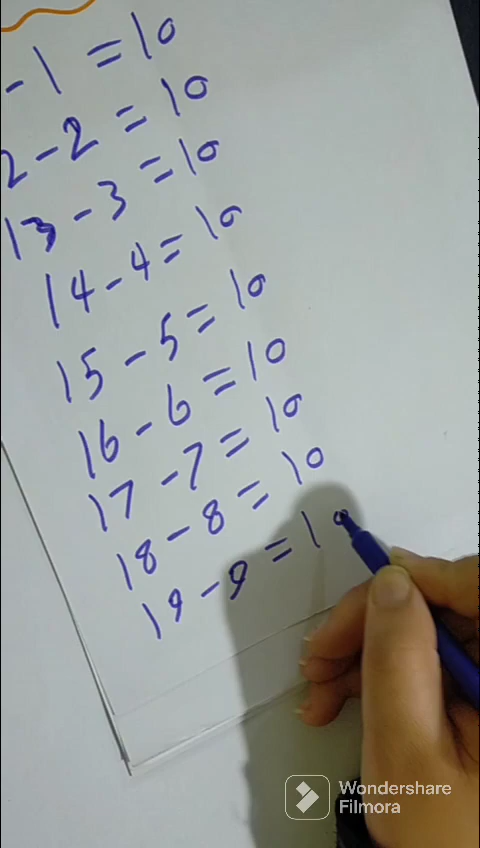 - 1 = 10
2 - 2 = 10
13 - 3 = 10
14 - 4 = 10
15 - 5 = 10
16 - 6 = 10
17 - 7 = 10
18 - 8 = 10
19 - 9 = 10
Wondershare
Filmora